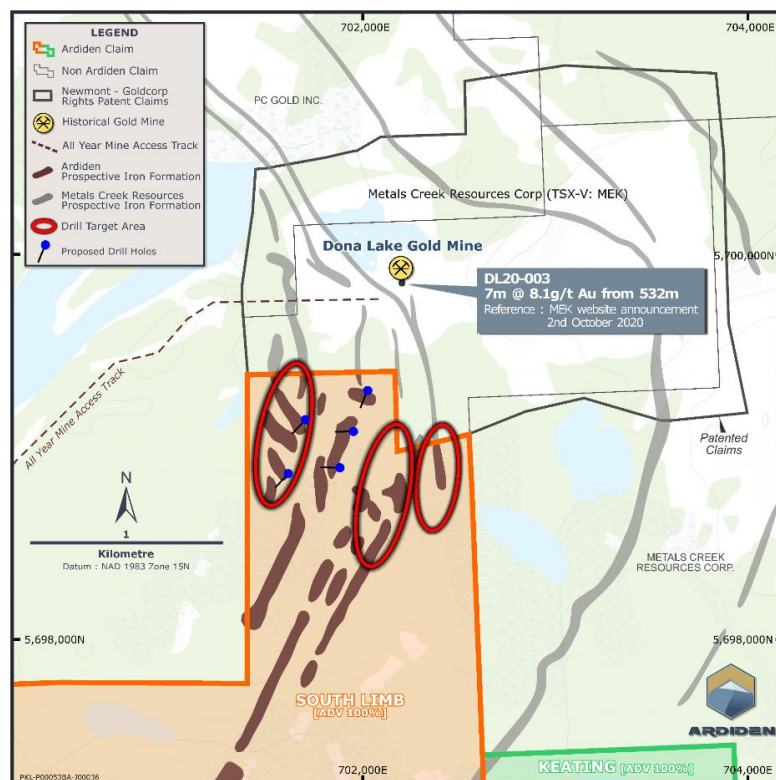 702,000E
704,000E
LEGEND
Ardiden Claim
Non Ardiden Claim
Newmont - Goldcorp
Rights Patent Claims
Historical Gold Mine
All Year Mine Access Track
Ardiden
Prospective Iron Formation
Metals Creek Resources
Prospective Iron Formation
Drill Target Area
Proposed Drill Holes
PC GOLD INC.
Metals Creek Resources Corp (TSX-V: MEK)
Dona Lake Gold Mine
5,700,000N
DL20-003
7m @ 8.1g/t Au from 532m
Reference : MEK website announcement
2nd October 2020
All Year Mine Access Track
Patented
Claims
N
1
Kilometre
Datum : NAD 1983 Zone 15N
METALS CREEK
RESOURCES CORP.
5,698,000N
5,698,000N
SOUTH LIMB
[ADV 100%]
ARDIDEN
KEATING [ADV 100%]
PKL-P00053BA-J00036
702,000E
704,000E